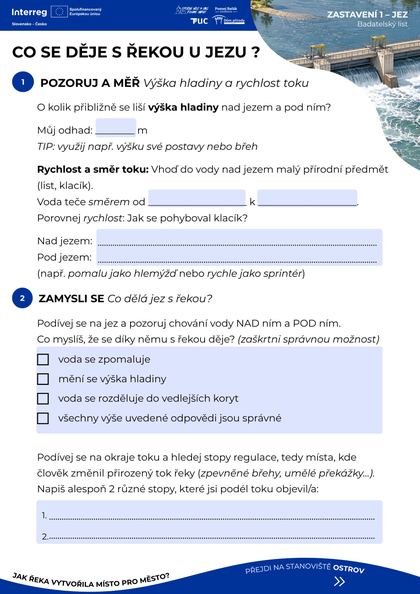 Interreg
Spolufinancováno
Evropskou unií
Slovensko – Česko
TUC
ZASTAVENÍ 1 – JEZ
Badatelský list
CO SE DĚJE S ŘEKOU U JEZU ?
1 POZORUJ A MĚŘ Výška hladiny a rychlost toku
O kolik přibližně se liší výška hladiny nad jezem a pod ním?
Můj odhad: m
TIP: využij např. výšku své postavy nebo břeh
Rychlost a směr toku: Vhoď do vody nad jezem malý přírodní předmět
(list, klacík).
Voda teče směrem od k .
Porovnej rychlost: Jak se pohyboval klacík?
Nad jezem:
Pod jezem:
(např. pomalu jako hlemýžď nebo rychle jako sprintér)
2 ZAMYSLI SE Co dělá jez s řekou?
Podívej se na jez a pozoruj chování vody NAD ním a POD ním.
Co myslíš, že se díky němu s řekou děje? (zaškrtni správnou možnost)
voda se zpomaluje
mění se výška hladiny
voda se rozděluje do vedlejších koryt
všechny výše uvedené odpovědi jsou správné
Podívej se na okraje toku a hledej stopy regulace, tedy místa, kde
člověk změnil přirozený tok řeky (zpevněné břehy, umělé překážky...).
Napiš alespoň 2 různé stopy, které jsi podél toku objevil/a:
1.
2.
JAK ŘEKA VYTVOŘILA MÍSTO PRO MĚSTO?
PŘEJDI NA STANOVIŠTĚ OSTROV